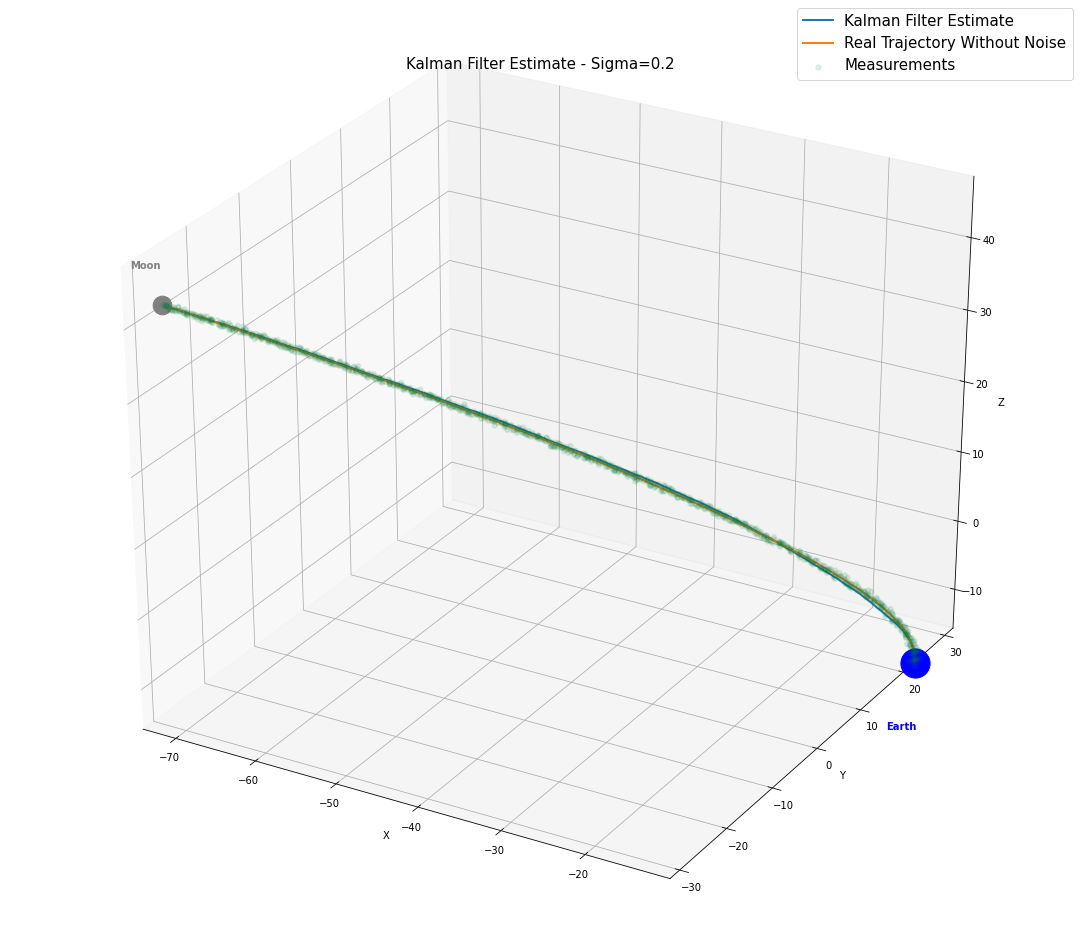 Kalman Filter Estimate
Real Trajectory Without Noise
Measurements
Kalman Filter Estimate - Sigma=0.2
Moon
40
30
20
10
0
−10
Z
30
20
10
0
−10
−20
−30
Y
Earth
−70
−60
−50
−40
−30
−20
X